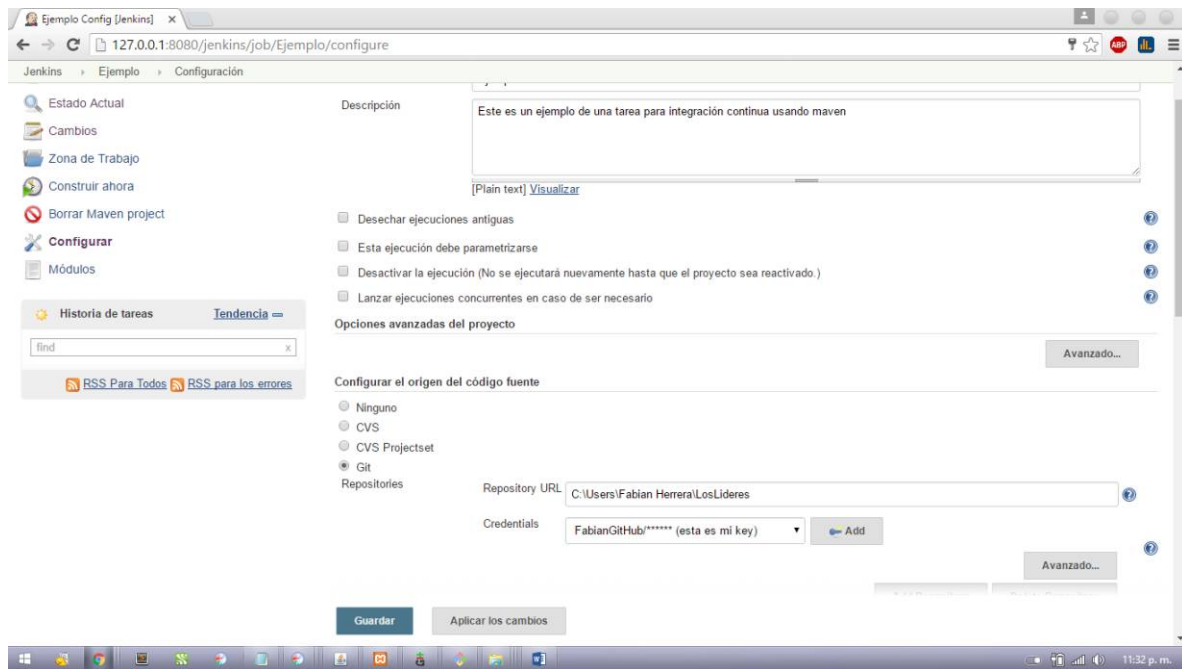 Ejemplo Config [Jenkins]
127.0.0.1:8080/jenkins/job/Ejemplo/configure
ABP
Jenkins Ejemplo Configuración
Estado Actual
Cambios
Zona de Trabajo
Construir ahora
Borrar Maven project
Configurar
Módulos
Historia de tareas Tendencia
find x
RSS Para Todos RSS para los errores
Descripción
Este es un ejemplo de una tarea para integración continua usando maven
[Plain text] Visualizar
Desechar ejecuciones antiguas
Esta ejecución debe parametrizarse
Desactivar la ejecución (No se ejecutará nuevamente hasta que el proyecto sea reactivado.)
Lanzar ejecuciones concurrentes en caso de ser necesario
Opciones avanzadas del proyecto
Avanzado...
Configurar el origen del código fuente
Ninguno
CVS
CVS Projectset
Git
Repositories
Repository URL C:\Users\Fabian Herrera\LosLideres
Credentials FabianGitHub/****** (esta es mi key) Add
Avanzado...
Guardar Aplicar los cambios
11:32 p. m.